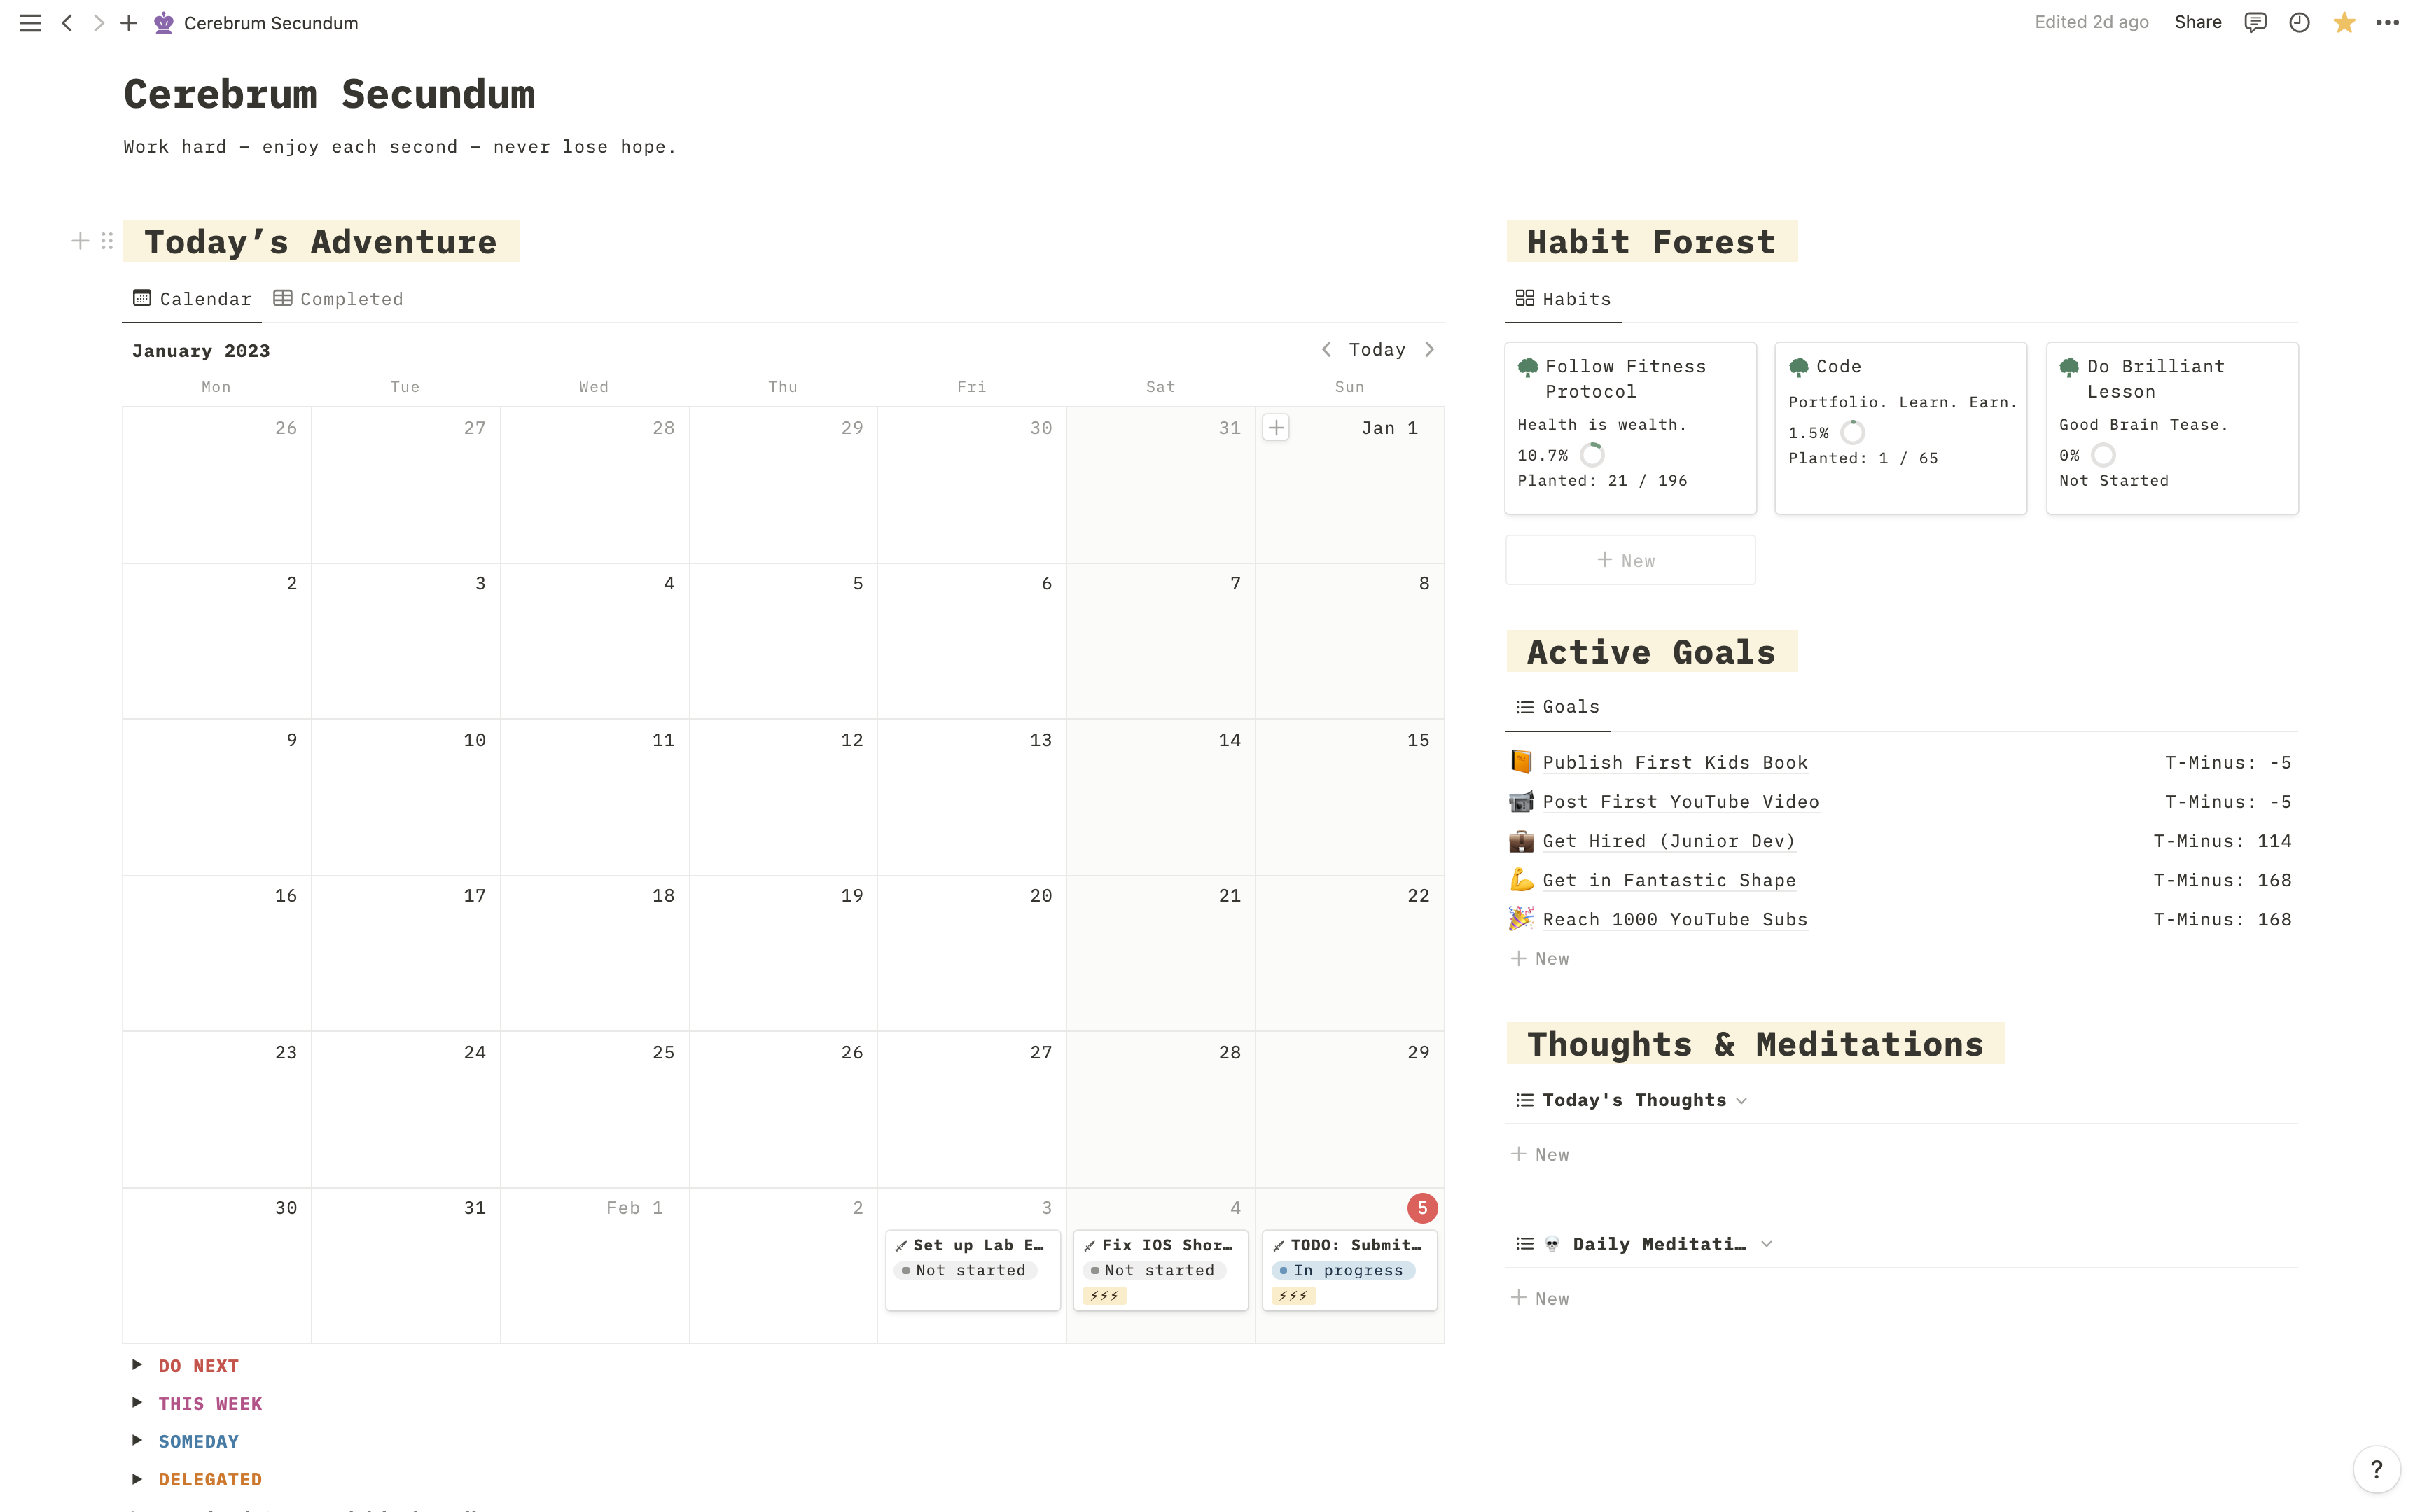 Cerebrum Secundum
Edited 2d ago
Share
Cerebrum Secundum
Work hard – enjoy each second – never lose hope.
Today’s Adventure
Calendar
Completed
January 2023
Today
Mon Tue Wed Thu Fri Sat Sun
26 27 28 29 30 31 Jan 1
2 3 4 5 6 7 8
9 10 11 12 13 14 15
16 17 18 19 20 21 22
23 24 25 26 27 28 29
30 31 Feb 1 2 3 4 5
Set up Lab E…
Not started
Fix IOS Shor…
Not started
TODO: Submit…
In progress
DO NEXT
THIS WEEK
SOMEDAY
DELEGATED
Habit Forest
Habits
Follow Fitness
Protocol
Health is wealth.
10.7%
Planted: 21 / 196
Code
Portfolio. Learn. Earn.
1.5%
Planted: 1 / 65
Do Brilliant
Lesson
Good Brain Tease.
0%
Not Started
New
Active Goals
Goals
Publish First Kids Book T-Minus: -5
Post First YouTube Video T-Minus: -5
Get Hired (Junior Dev) T-Minus: 114
Get in Fantastic Shape T-Minus: 168
Reach 1000 YouTube Subs T-Minus: 168
New
Thoughts & Meditations
Today's Thoughts
New
Daily Meditati…
New
?